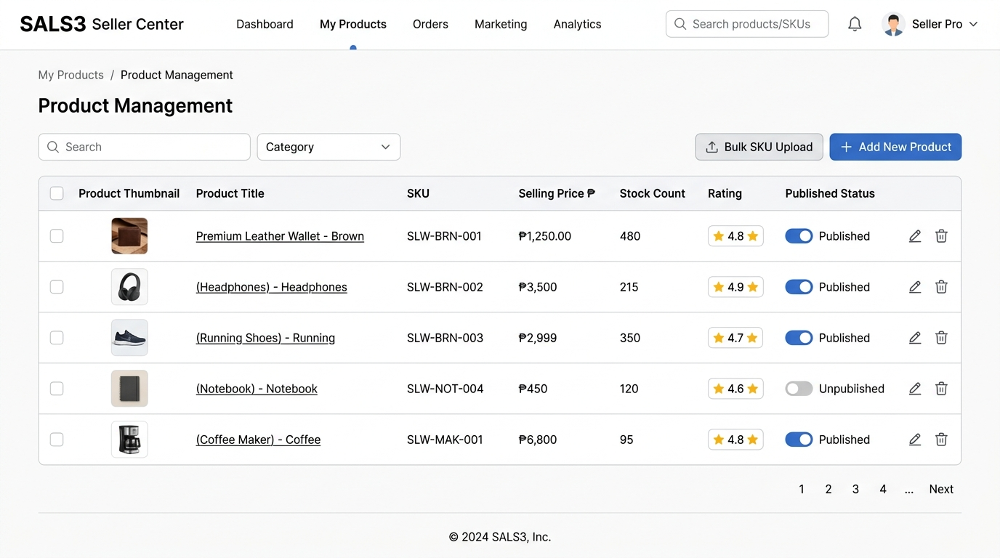 SALS3 Seller Center Dashboard My Products Orders Marketing Analytics Search products/SKUs Seller Pro
My Products / Product Management
Product Management
Search Category Bulk SKU Upload + Add New Product
Product Thumbnail Product Title SKU Selling Price ₱ Stock Count Rating Published Status
Premium Leather Wallet - Brown SLW-BRN-001 ₱1,250.00 480 ★ 4.8 ★ Published
(Headphones) - Headphones SLW-BRN-002 ₱3,500 215 ★ 4.9 ★ Published
(Running Shoes) - Running SLW-BRN-003 ₱2,999 350 ★ 4.7 ★ Published
(Notebook) - Notebook SLW-NOT-004 ₱450 120 ★ 4.6 ★ Unpublished
(Coffee Maker) - Coffee SLW-MAK-001 ₱6,800 95 ★ 4.8 ★ Published
1 2 3 4 ... Next
© 2024 SALS3, Inc.